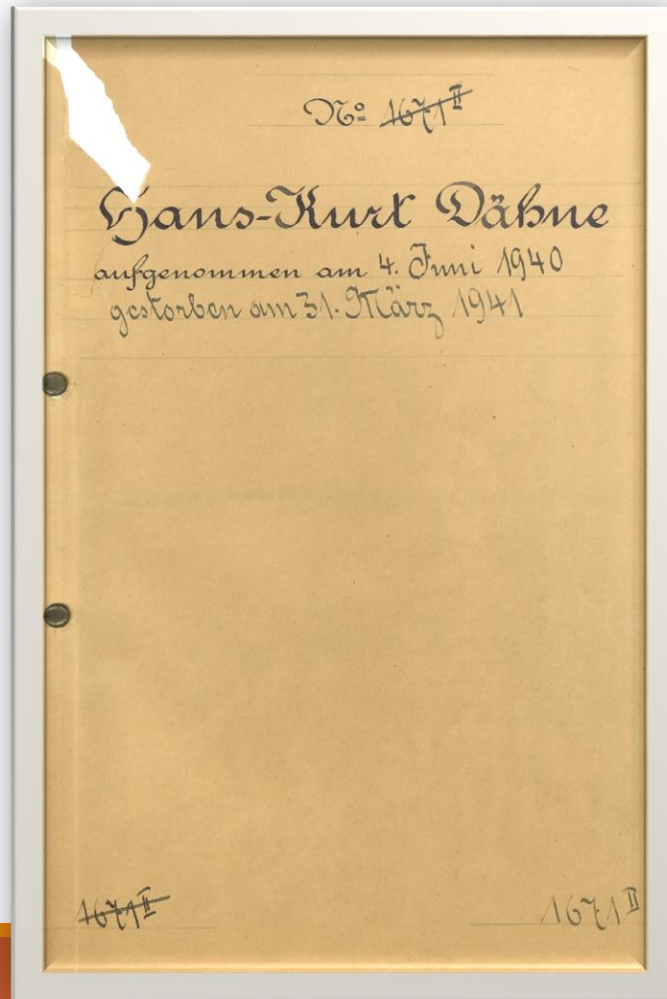 No: 1671 II
Hans-Kurt Dähne
aufgenommen am 4. Juni 1940
gestorben am 31. März 1941
1671 II
1671 II